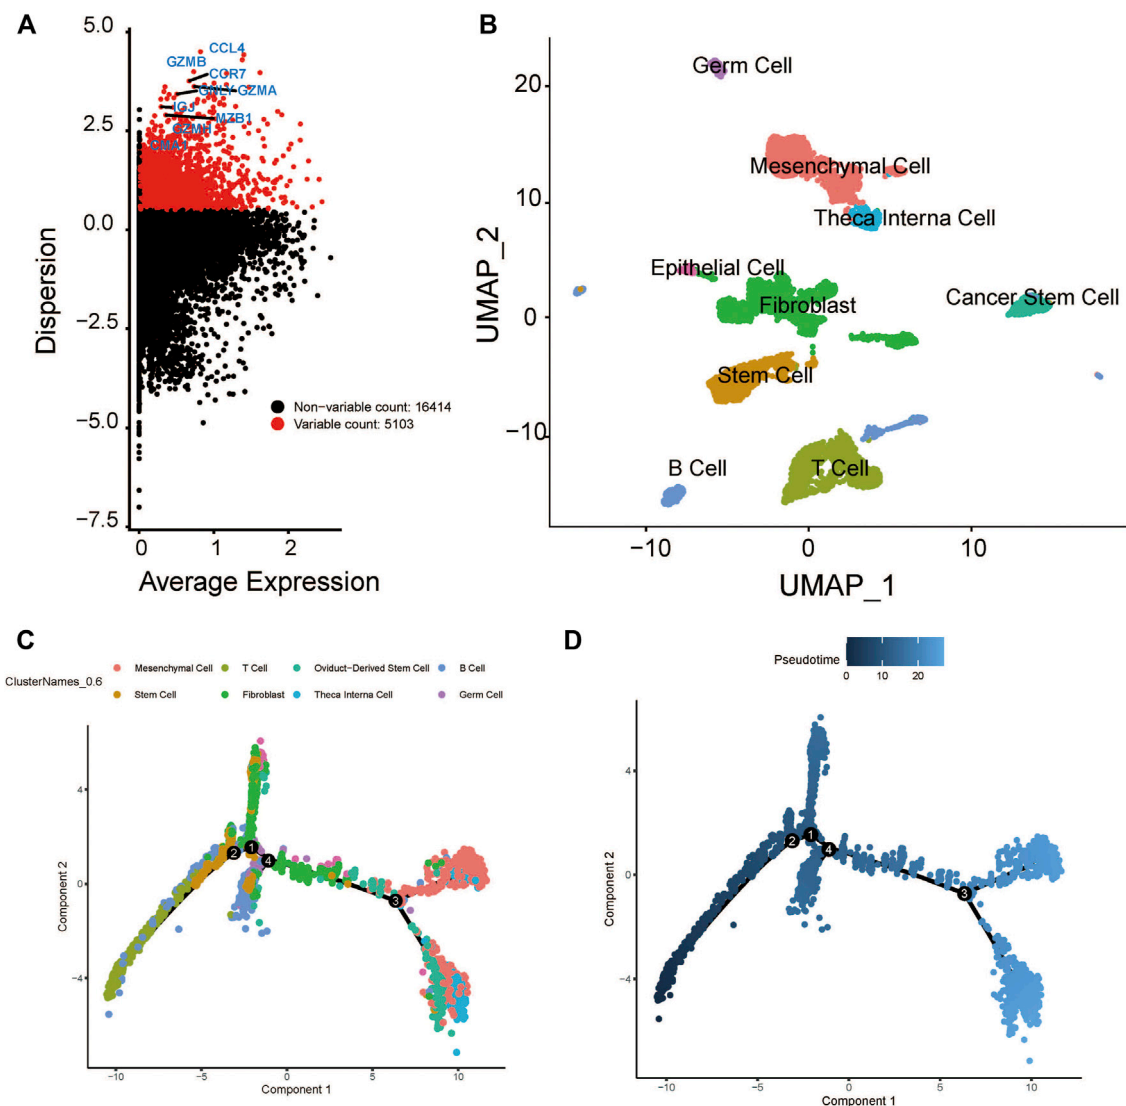 A
5.0
2.5
0.0
−2.5
−5.0
−7.5
Dispersion
CCL4
GZMB
CCR7
GNLY GZMA
IGJ
MZB1
GZMH
CMA1
Non−variable count: 16414
Variable count: 5103
0 1 2
Average Expression
B
20
10
0
−10
UMAP_2
Germ Cell
Mesenchymal Cell
Theca Interna Cell
Epithelial Cell
Fibroblast
Cancer Stem Cell
Stem Cell
B Cell
T Cell
−10 0 10
UMAP_1
C
ClusterNames_0.6
Mesenchymal Cell T Cell Oviduct−Derived Stem Cell B Cell
Stem Cell Fibroblast Theca Interna Cell Germ Cell
4
0
−4
Component 2
1
2
4
3
−10 −5 0 5 10
Component 1
D
Pseudotime
0 10 20
4
0
−4
Component 2
1
2
4
3
−10 −5 0 5 10
Component 1